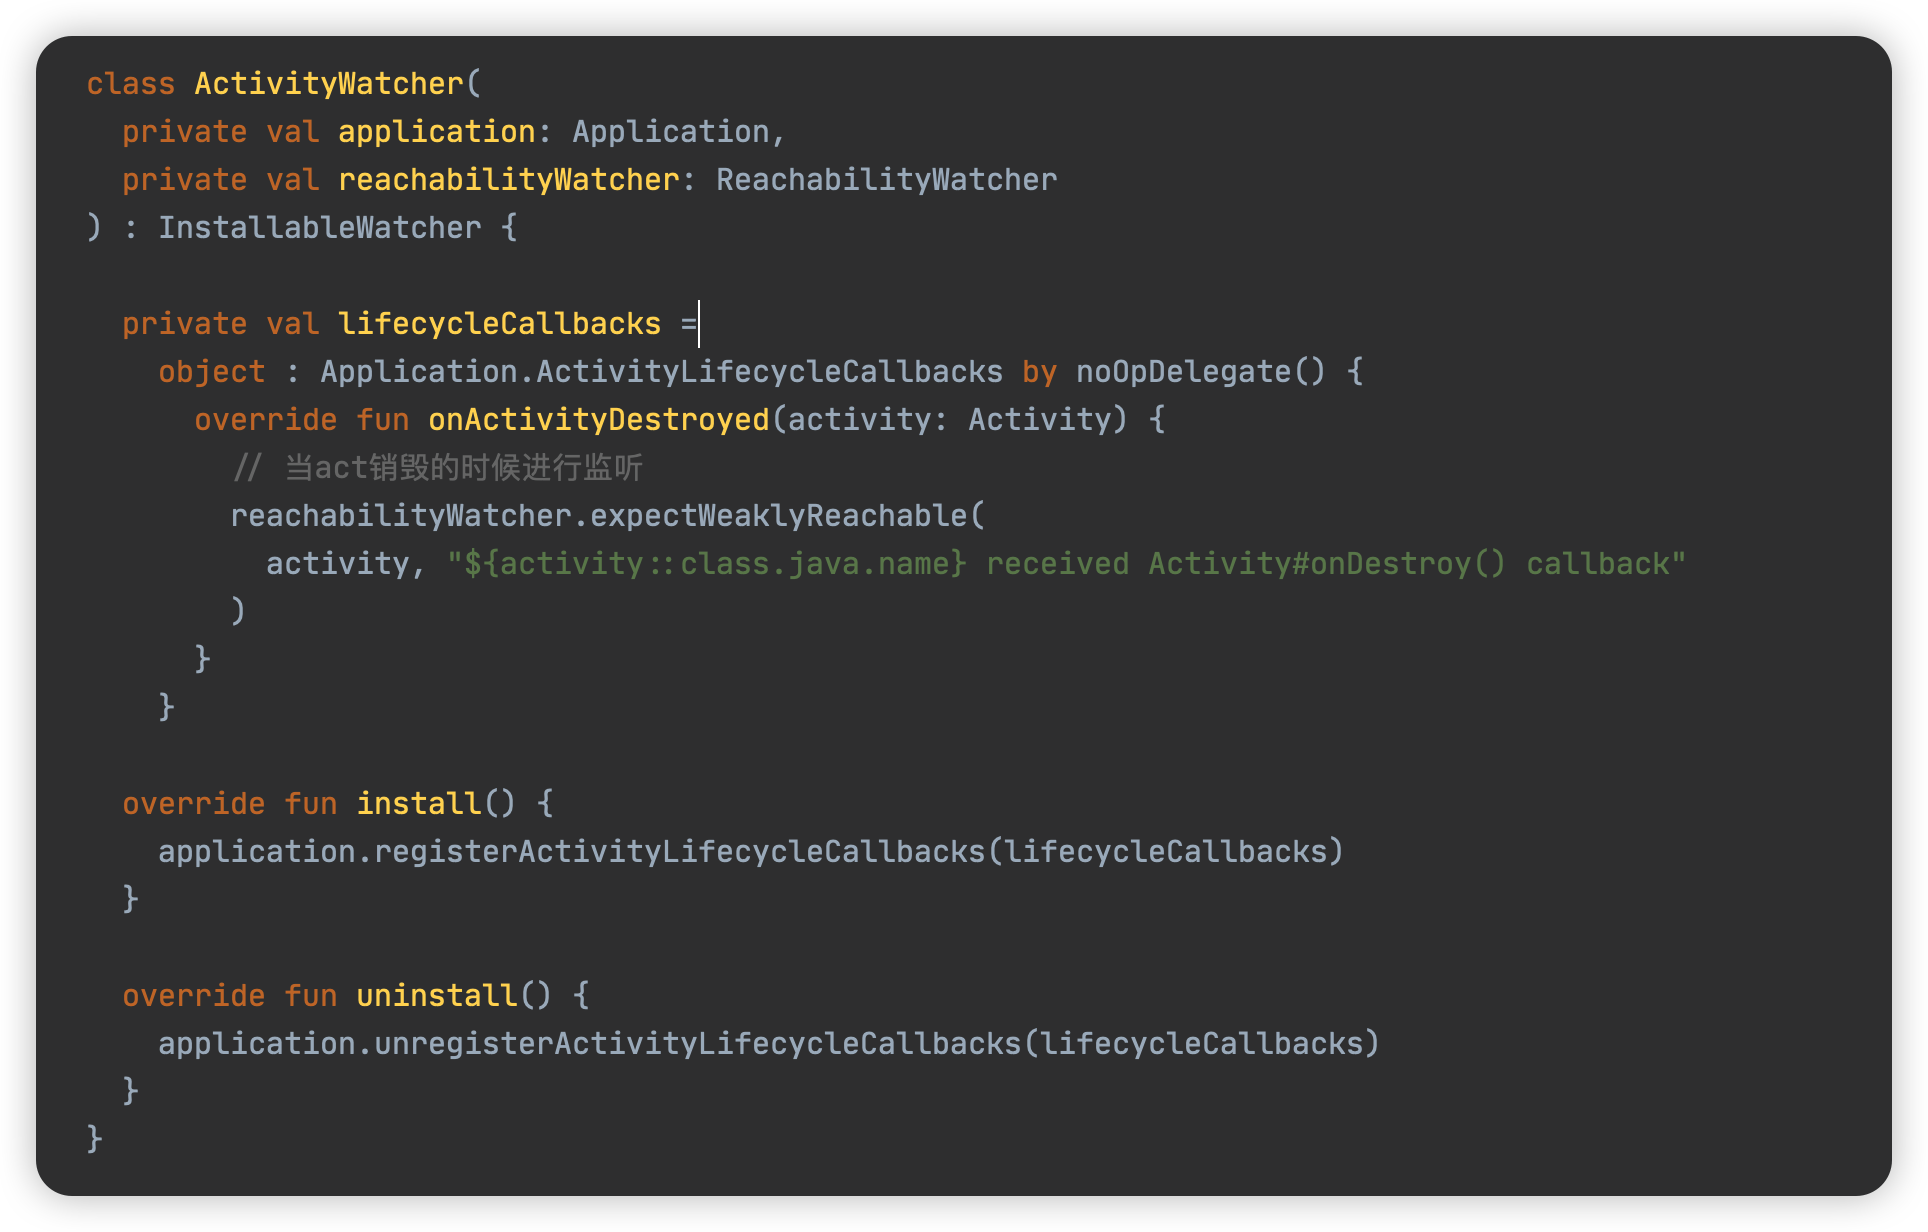 class ActivityWatcher(
  private val application: Application,
  private val reachabilityWatcher: ReachabilityWatcher
) : InstallableWatcher {

  private val lifecycleCallbacks =
    object : Application.ActivityLifecycleCallbacks by noOpDelegate() {
      override fun onActivityDestroyed(activity: Activity) {
        // 当act销毁的时候进行监听
        reachabilityWatcher.expectWeaklyReachable(
          activity, "${activity::class.java.name} received Activity#onDestroy() callback"
        )
      }
    }

  override fun install() {
    application.registerActivityLifecycleCallbacks(lifecycleCallbacks)
  }

  override fun uninstall() {
    application.unregisterActivityLifecycleCallbacks(lifecycleCallbacks)
  }
}